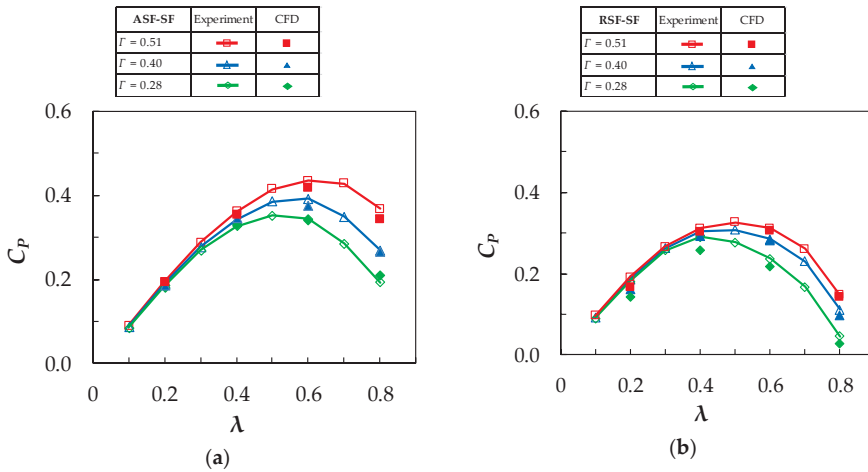 ASF-SF Experiment CFD
Γ = 0.51
Γ = 0.40
Γ = 0.28
0.6
0.4
0.2
0.0
C_P
0 0.2 0.4 0.6 0.8
λ
(a)
RSF-SF Experiment CFD
Γ = 0.51
Γ = 0.40
Γ = 0.28
0.6
0.4
0.2
0.0
C_P
0 0.2 0.4 0.6 0.8
λ
(b)